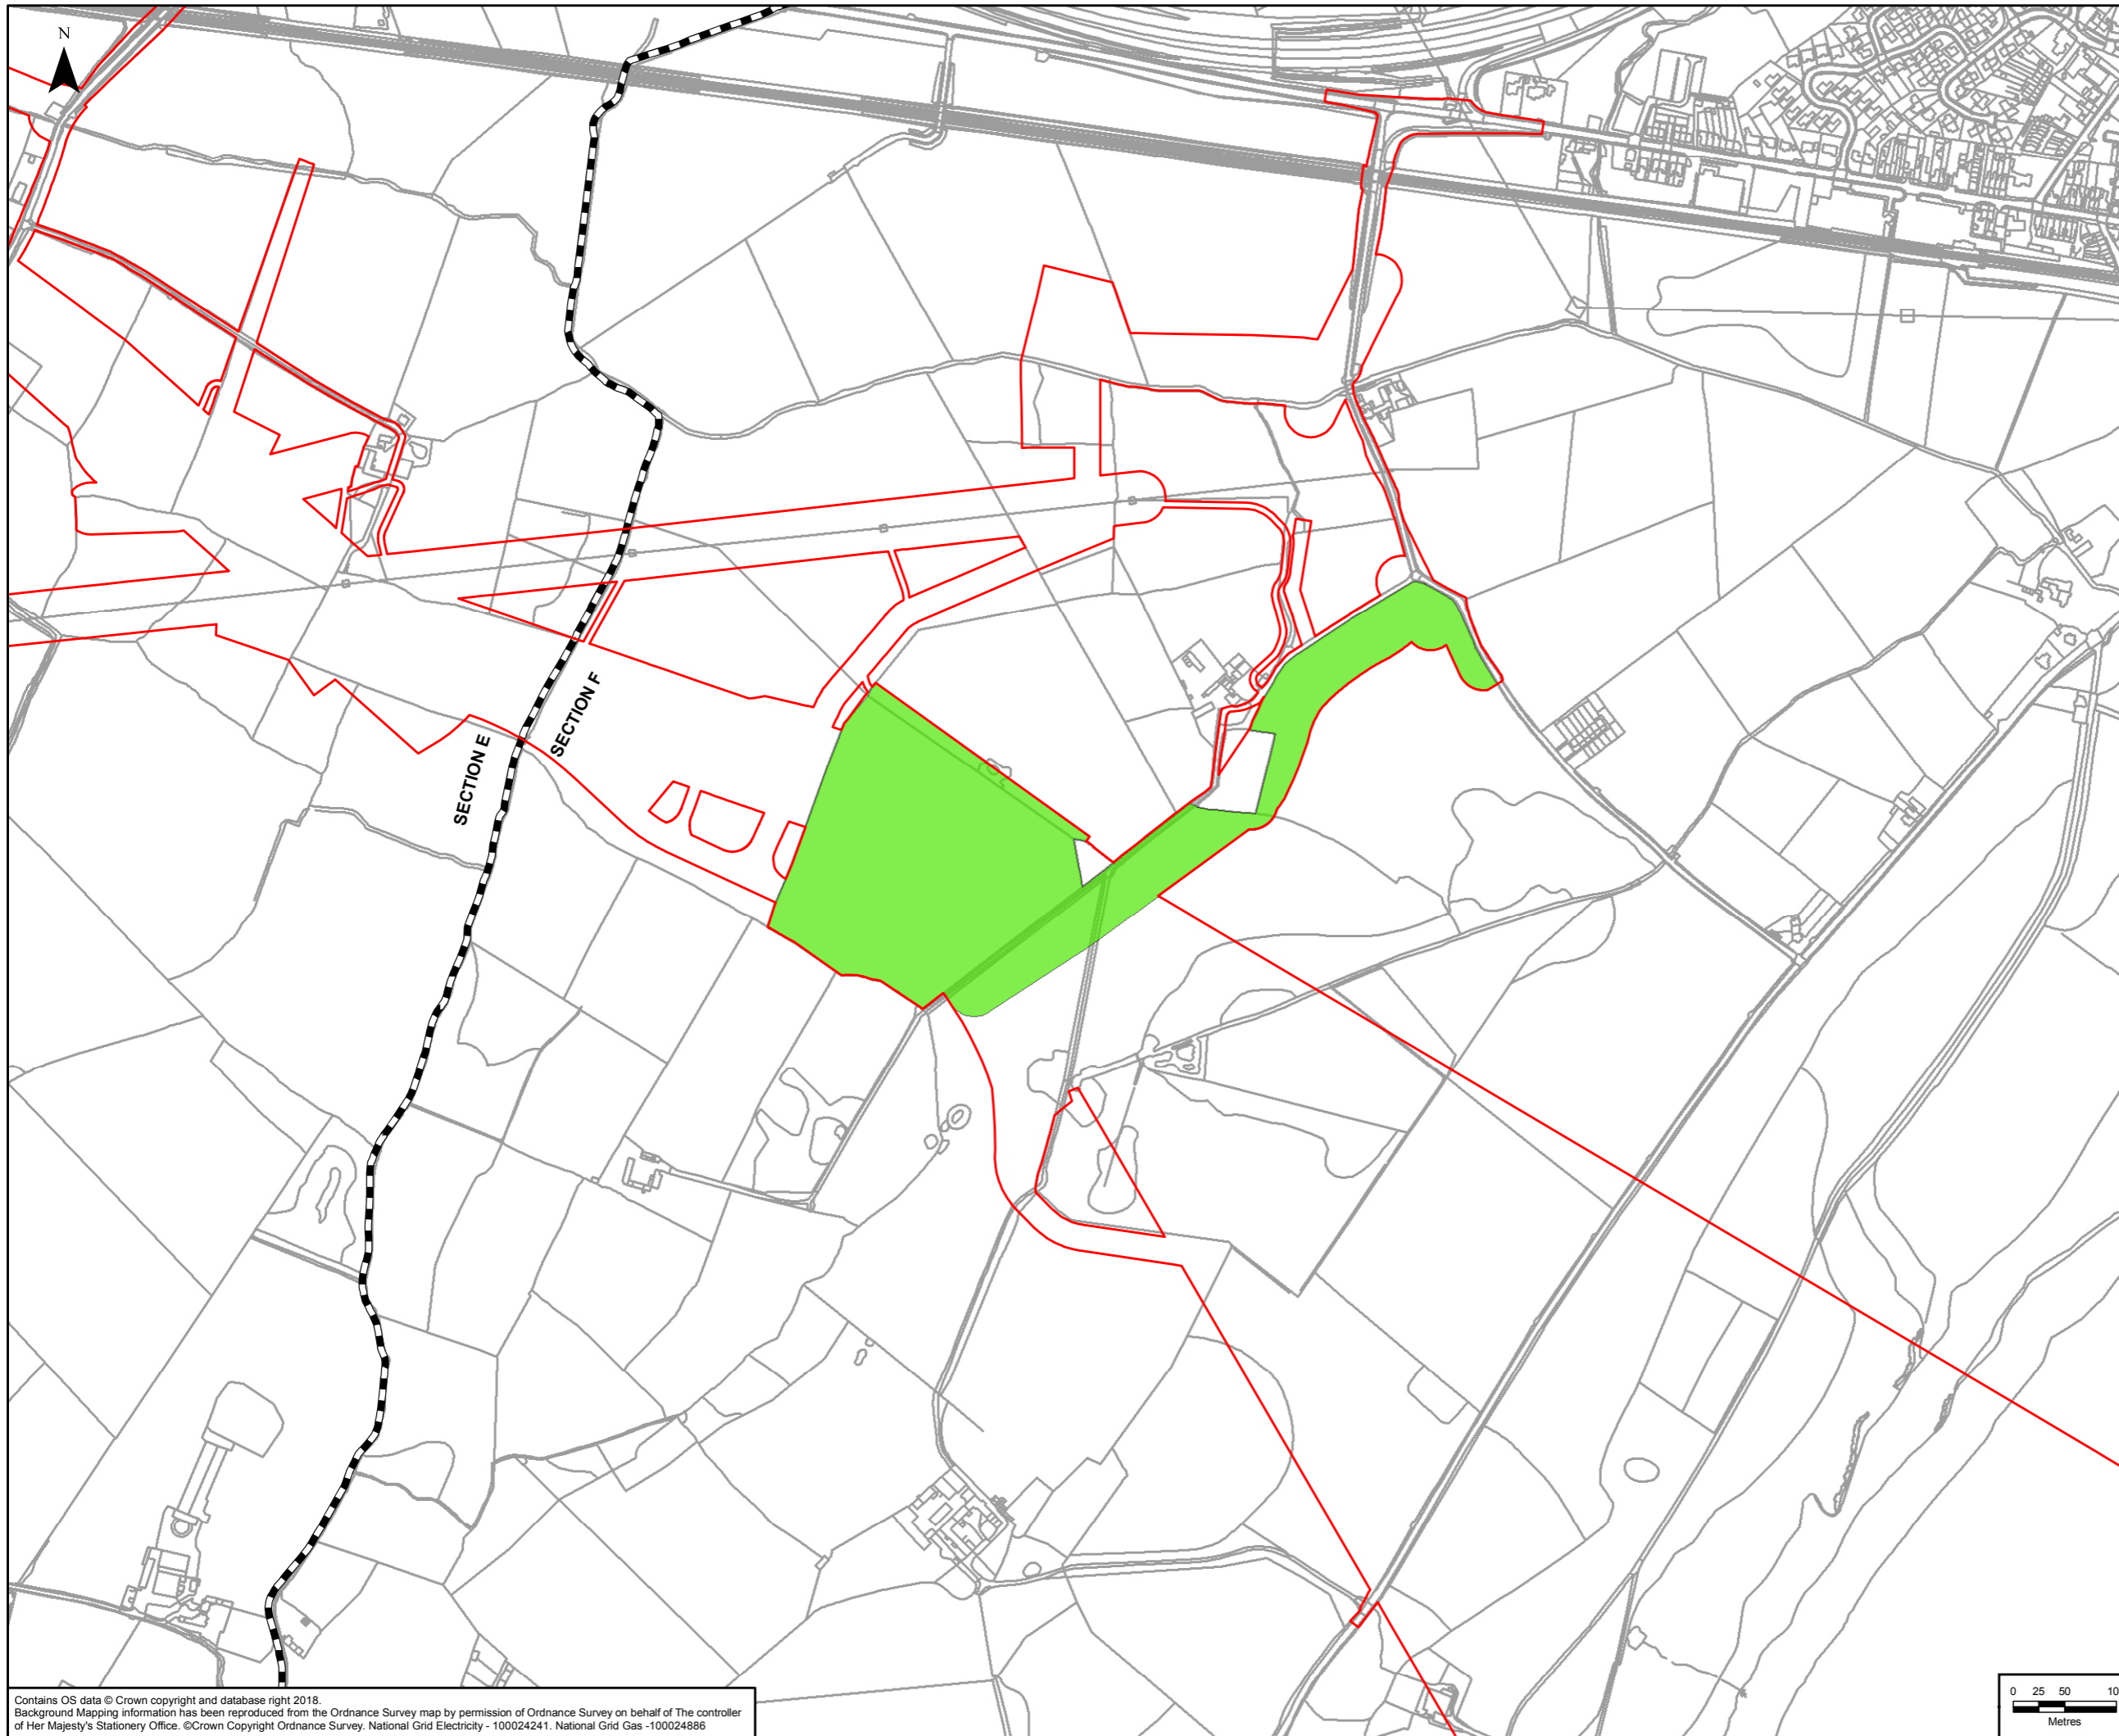 N
SECTION E
SECTION F
Contains OS data © Crown copyright and database right 2018.
Background Mapping information has been reproduced from the Ordnance Survey map by permission of Ordnance Survey on behalf of The controller
of Her Majesty's Stationery Office. ©Crown Copyright Ordnance Survey. National Grid Electricity - 100024241. National Grid Gas -100024886
0 25 50 10
Metres